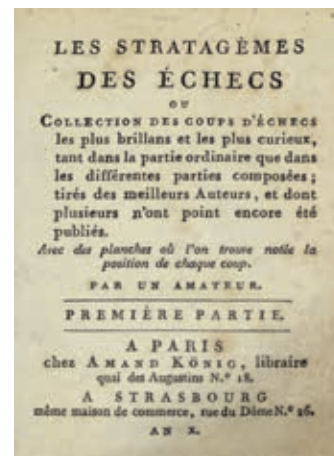 LES STRATAGÈMES
DES ÉCHECS
OU
COLLECTION DES COUPS D'ÉCHECS
les plus brillans et les plus curieux,
tant dans la partie ordinaire que dans
les différentes parties composées ;
tirés des meilleurs Auteurs, et dont
plusieurs n'ont point encore été
publiés.
Avec des planches où l'on trouve notée la
position de chaque coup.
PAR UN AMATEUR.
PREMIÈRE PARTIE.
A PARIS
chez AMAND KÖNIG, libraire
quai des Augustins N.º 18.
A STRASBOURG
même maison de commerce, rue du Dôme N.º 26.
AN X.